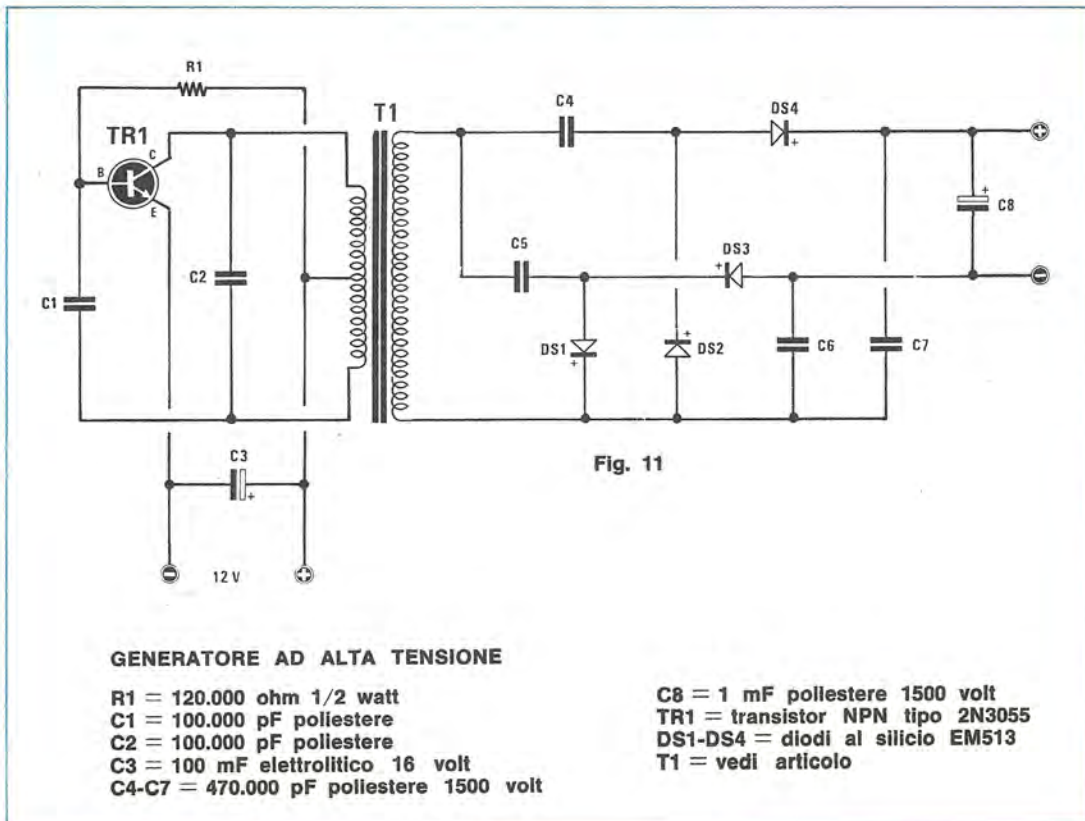 R1
T1
C4
DS4
TR1
C
B
E
+
+
C8
+
C2
C5
DS3
+
-
C1
DS1
+
DS2
+
C6
C7
Fig. 11
C3
+
-
12 V
+
GENERATORE AD ALTA TENSIONE
R1 = 120.000 ohm 1/2 watt
C1 = 100.000 pF poliestere
C2 = 100.000 pF poliestere
C3 = 100 mF elettrolitico 16 volt
C4-C7 = 470.000 pF poliestere 1500 volt
C8 = 1 mF poliestere 1500 volt
TR1 = transistor NPN tipo 2N3055
DS1-DS4 = diodi al silicio EM513
T1 = vedi articolo